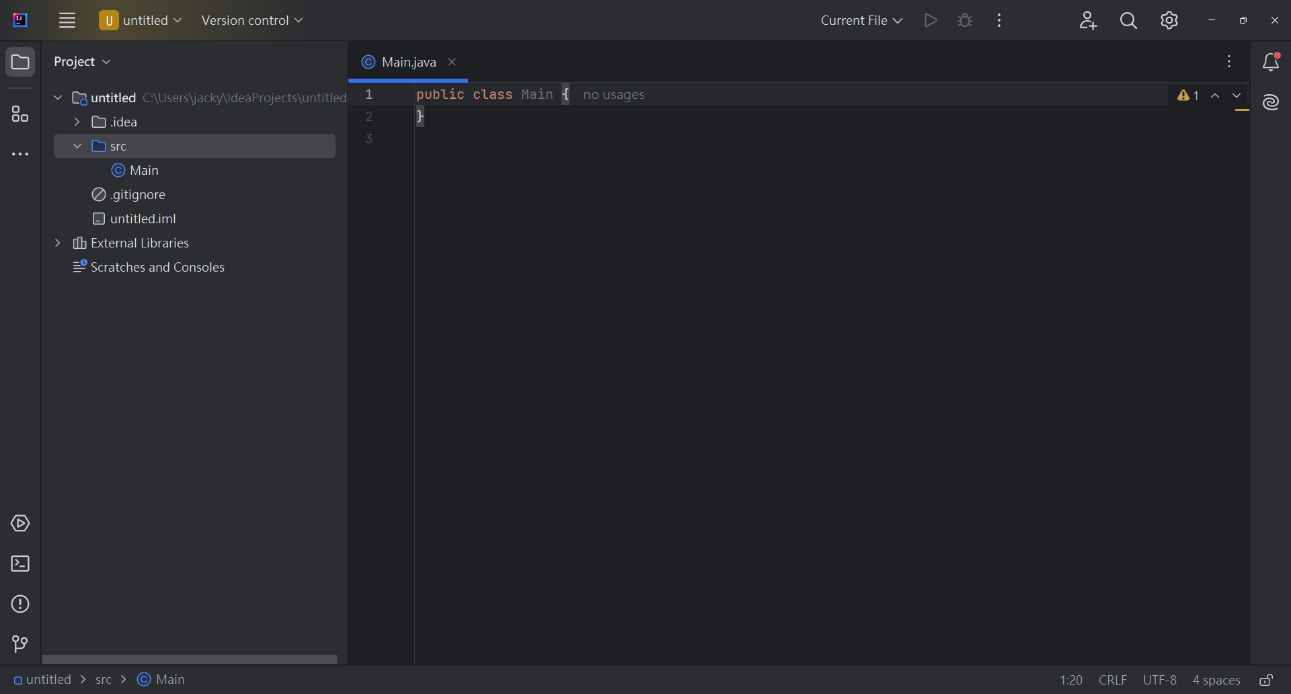 U untitled Version control Current File
Project
Main.java
untitled C:\Users\jacky\IdeaProjects\untitled
.idea
src
Main
.gitignore
untitled.iml
External Libraries
Scratches and Consoles
1 public class Main { no usages
2 }
3
1
untitled > src > Main
1:20 CRLF UTF-8 4 spaces